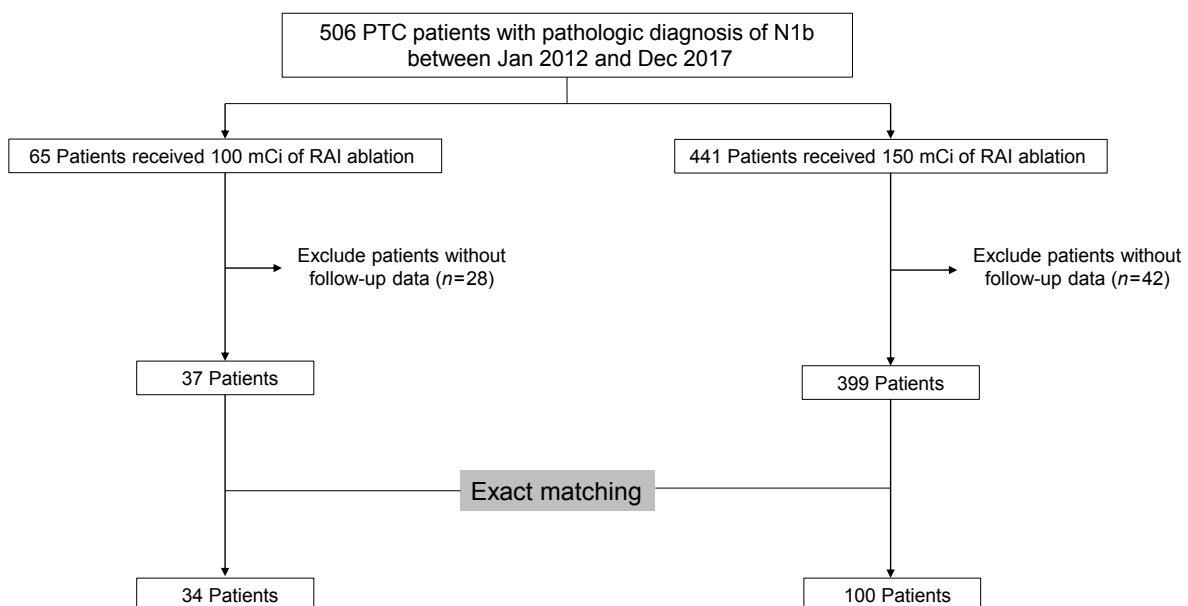 506 PTC patients with pathologic diagnosis of N1b
between Jan 2012 and Dec 2017
65 Patients received 100 mCi of RAI ablation
441 Patients received 150 mCi of RAI ablation
Exclude patients without
follow-up data (n=28)
Exclude patients without
follow-up data (n=42)
37 Patients
399 Patients
Exact matching
34 Patients
100 Patients